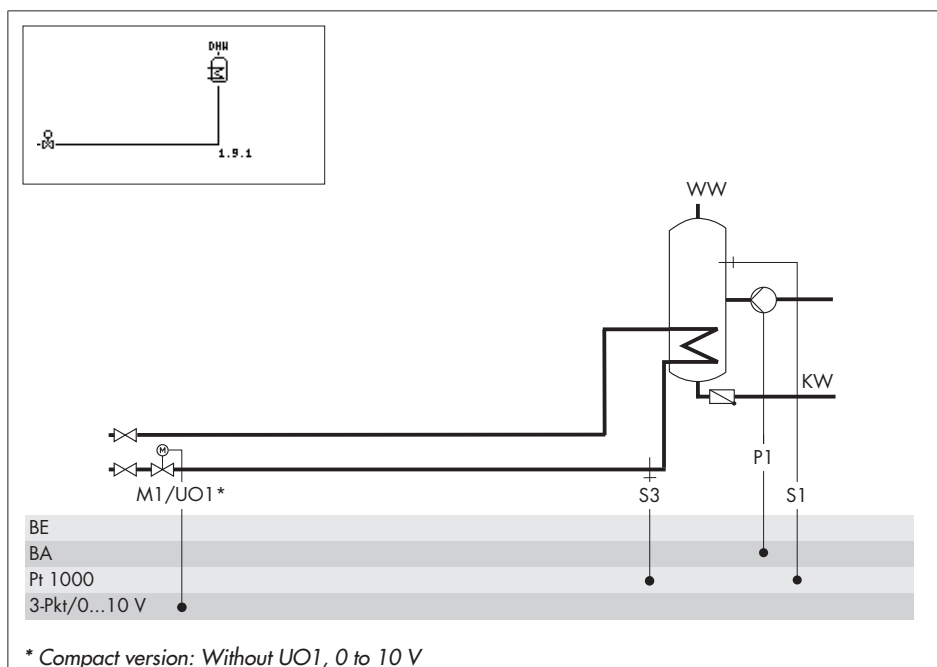 DHW
1.9.1
WW
KW
M
P1
M1/UO1*
S3
S1
BE
BA
Pt 1000
3-Pkt/0...10 V
* Compact version: Without UO1, 0 to 10 V